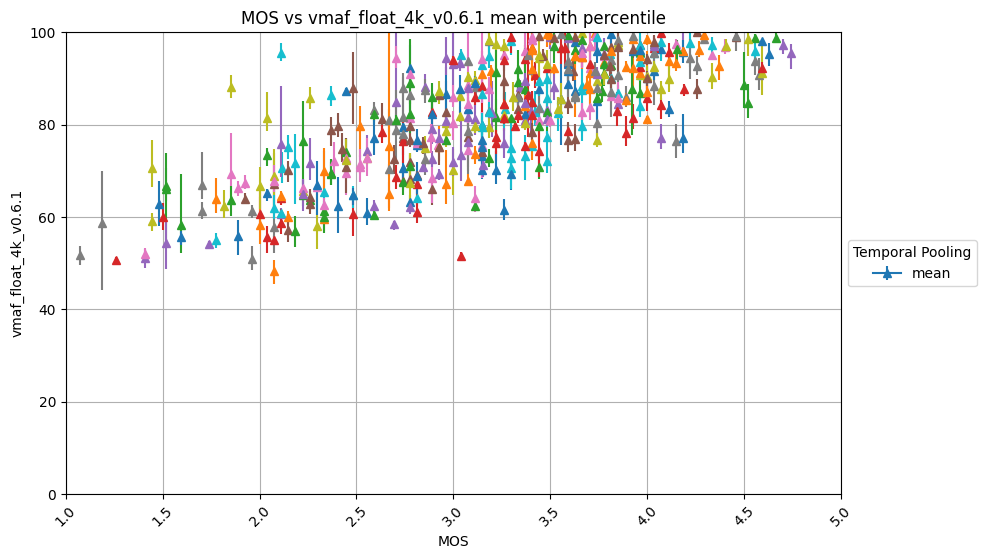 MOS vs vmaf_float_4k_v0.6.1 mean with percentile
100
80
60
40
20
0
vmaf_float_4k_v0.6.1
1.0 1.5 2.0 2.5 3.0 3.5 4.0 4.5 5.0
MOS
Temporal Pooling
mean